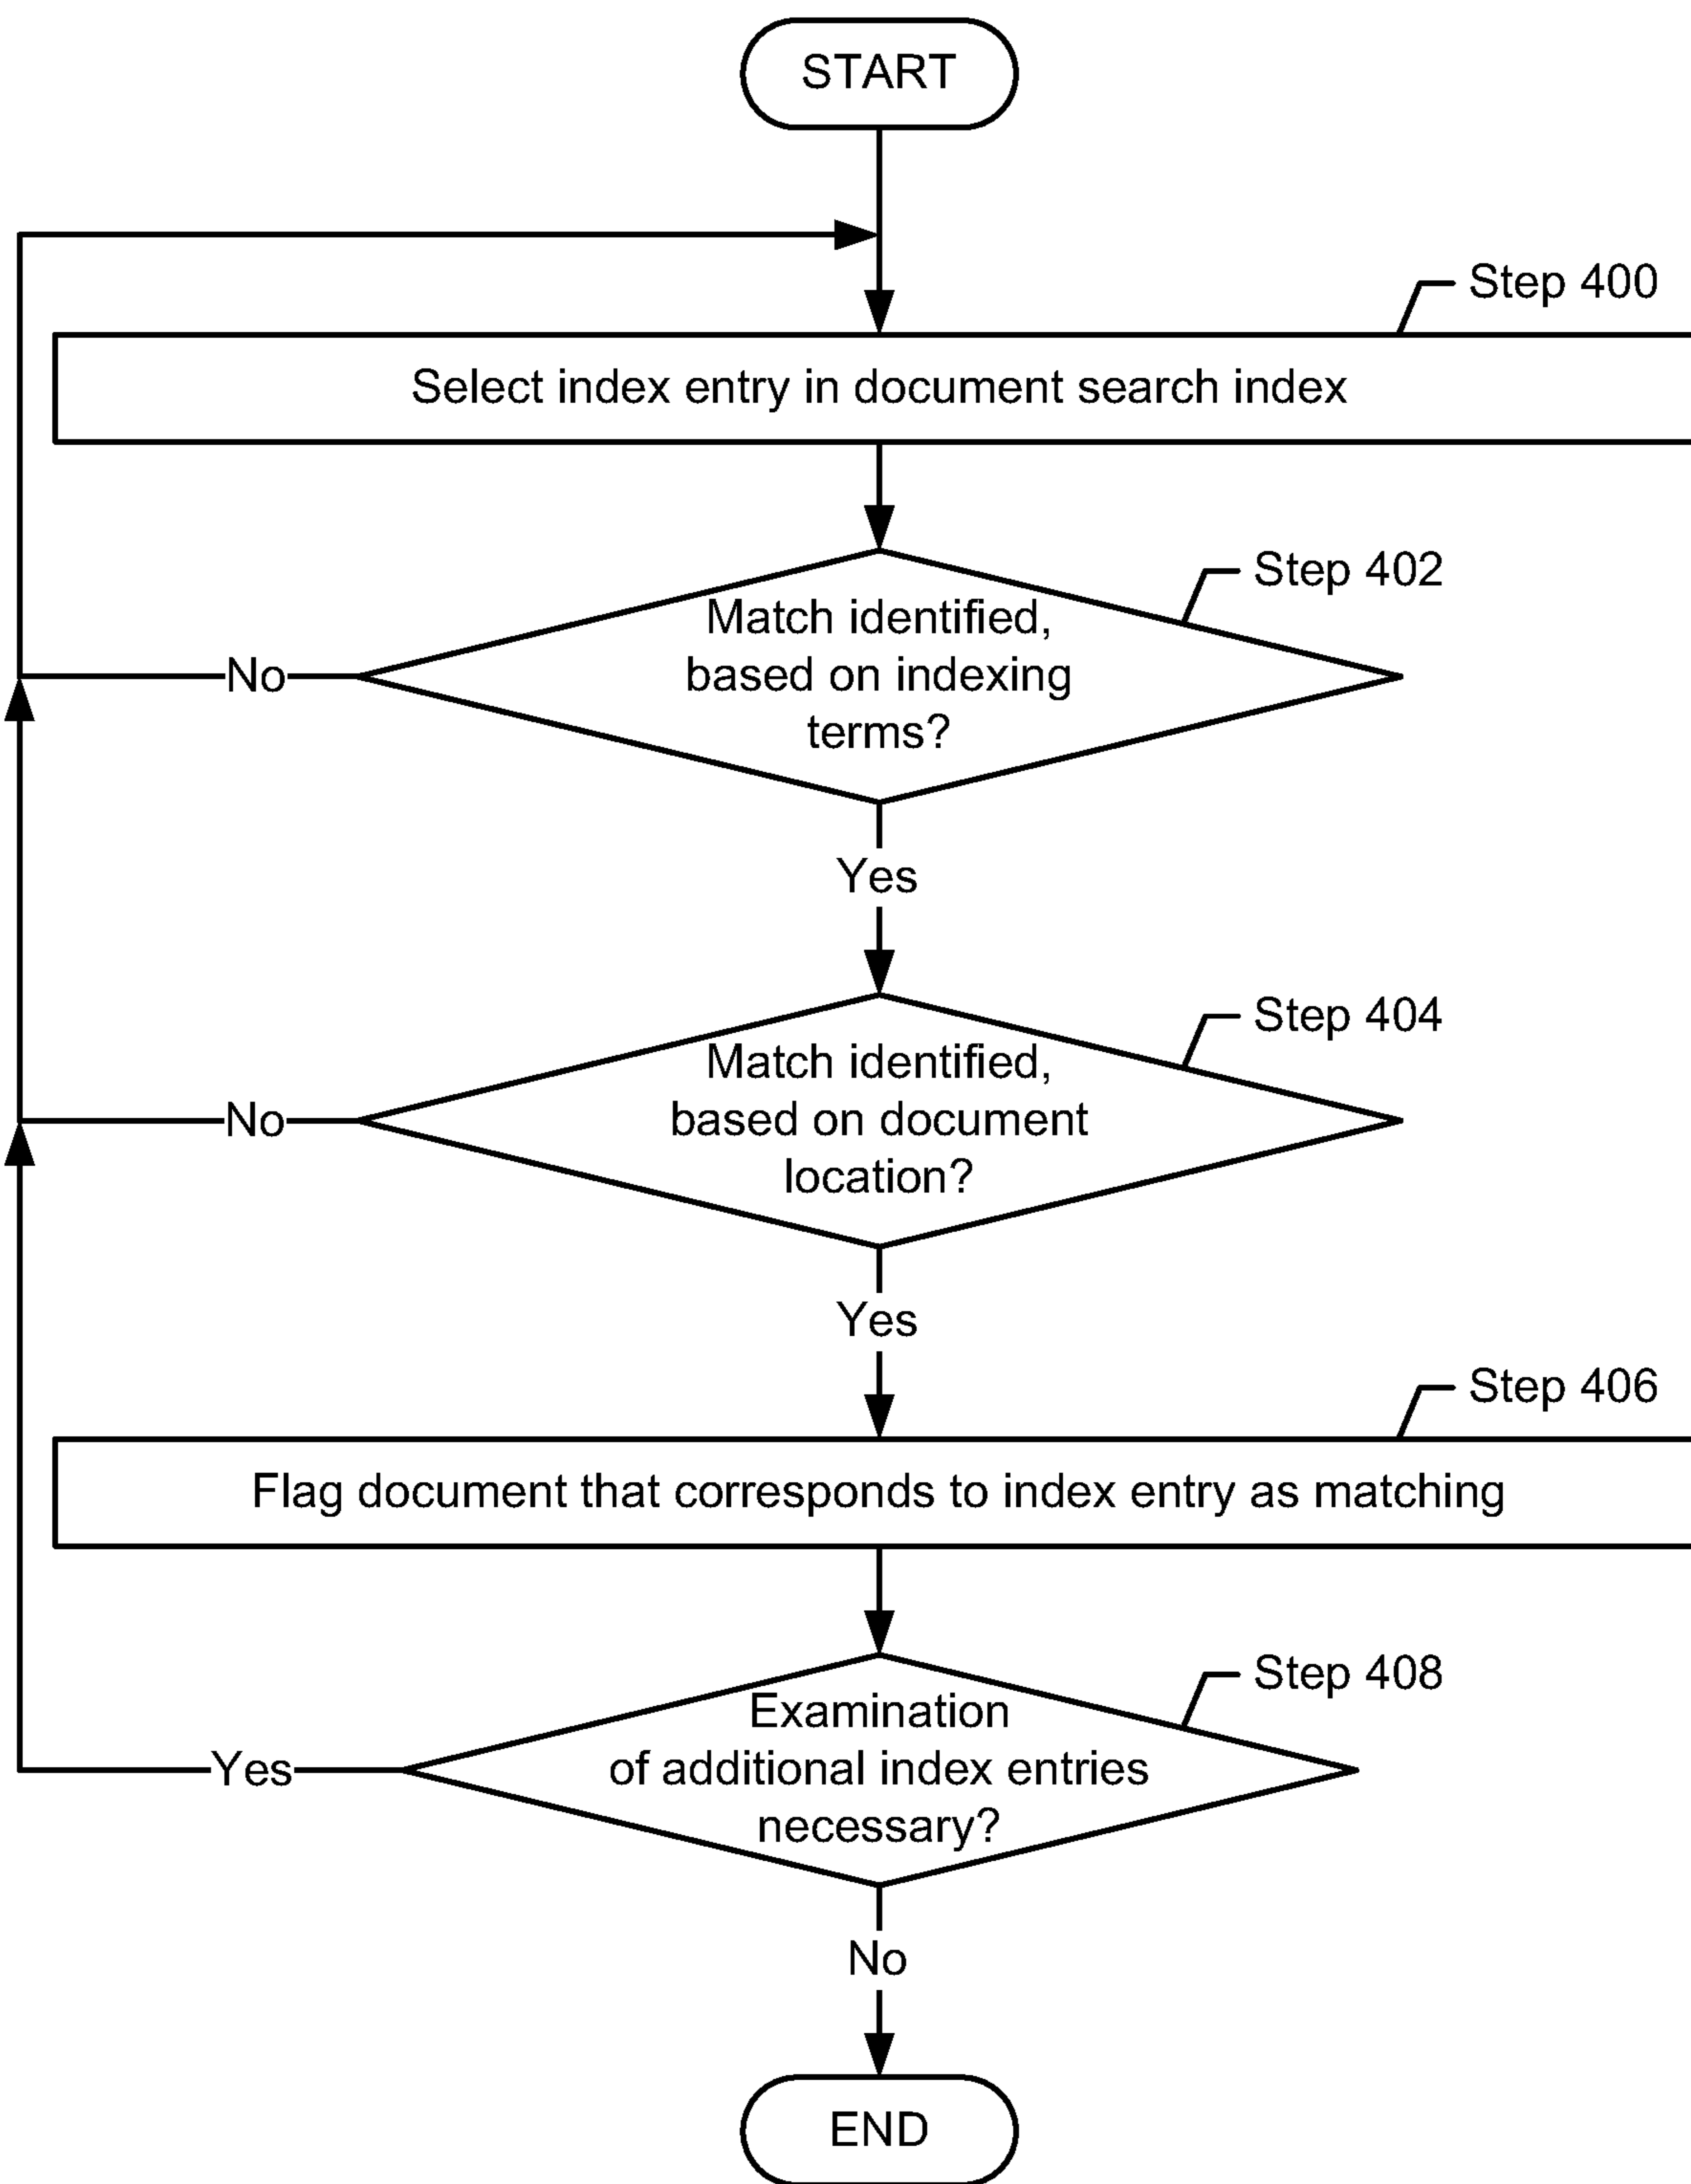 START
Step 400
Select index entry in document search index
Step 402
Match identified,
based on indexing
terms?
No
Yes
Step 404
Match identified,
based on document
location?
No
Yes
Step 406
Flag document that corresponds to index entry as matching
Step 408
Examination
of additional index entries
necessary?
Yes
No
END